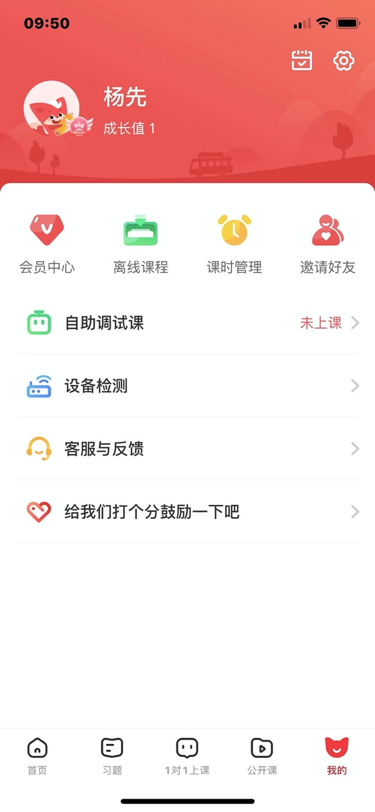 09:50
杨先
成长值 1
会员中心
离线课程
课时管理
邀请好友
自助调试课
未上课
设备检测
客服与反馈
给我们打个分鼓励一下吧
首页
习题
1对1上课
公开课
我的